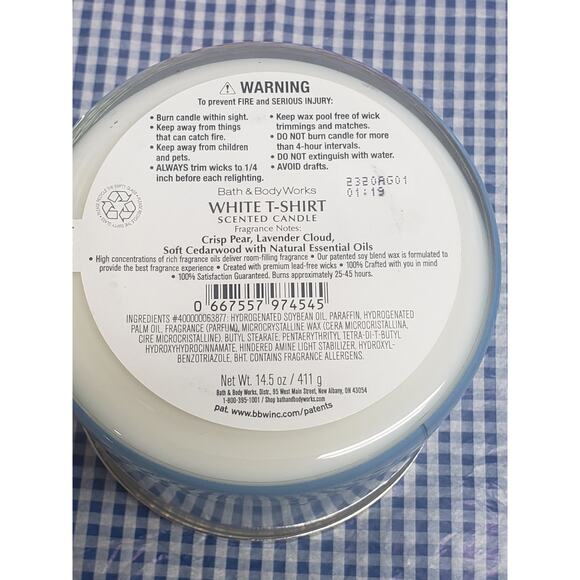 ⚠ WARNING
To prevent FIRE and SERIOUS INJURY:
• Burn candle within sight.
• Keep away from things
that can catch fire.
• Keep away from children
and pets.
• ALWAYS trim wicks to 1/4
inch before each relighting.
• Keep wax pool free of wick
trimmings and matches.
• DO NOT burn candle for more
than 4-hour intervals.
• DO NOT extinguish with water.
• AVOID drafts.
Bath & Body Works
WHITE T-SHIRT
SCENTED CANDLE
2320AG01
01:19
Fragrance Notes:
Crisp Pear, Lavender Cloud,
Soft Cedarwood with Natural Essential Oils
• High concentrations of rich fragrance oils deliver room-filling fragrance • Our patented soy blend wax is formulated to
provide the best fragrance experience • Created with premium lead-free wicks • 100% Crafted with you in mind
• 100% Satisfaction Guaranteed. Burns approximately 25-45 hours.
0 667557 974545
INGREDIENTS #400000063877: HYDROGENATED SOYBEAN OIL, PARAFFIN, HYDROGENATED
PALM OIL, FRAGRANCE (PARFUM), MICROCRYSTALLINE WAX (CERA MICROCRISTALLINA,
CIRE MICROCRISTALLINE), BUTYL STEARATE, PENTAERYTHRITYL TETRA-DI-T-BUTYL
HYDROXYHYDROCINNAMATE, HINDERED AMINE LIGHT STABILIZER, HYDROXYL-
BENZOTRIAZOLE, BHT. CONTAINS FRAGRANCE ALLERGENS.
Net Wt. 14.5 oz / 411 g
Bath & Body Works, Distr., 95 West Main Street, New Albany, OH 43054
1-800-395-1001 / Shop bathandbodyworks.com
pat. www.bbwinc.com/patents